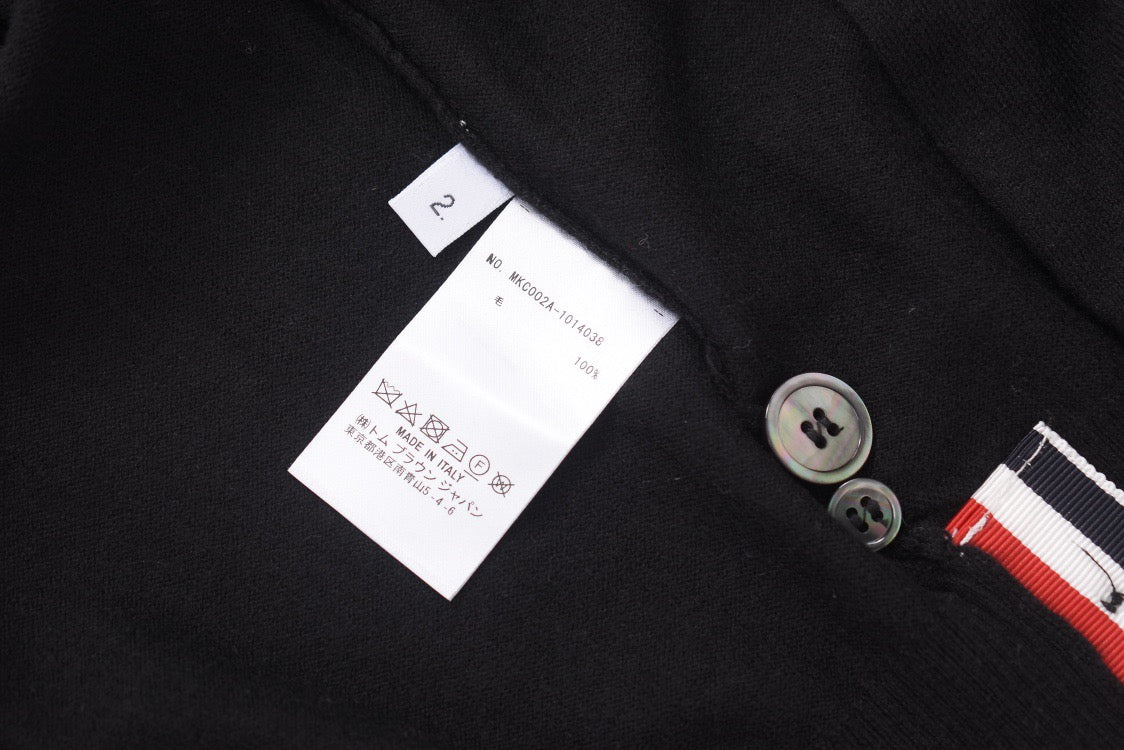 2.
NO. MKC002A-1014038
毛
100%
MADE IN ITALY
(株)トム ブラウン ジャパン
東京都港区南青山5-4-6